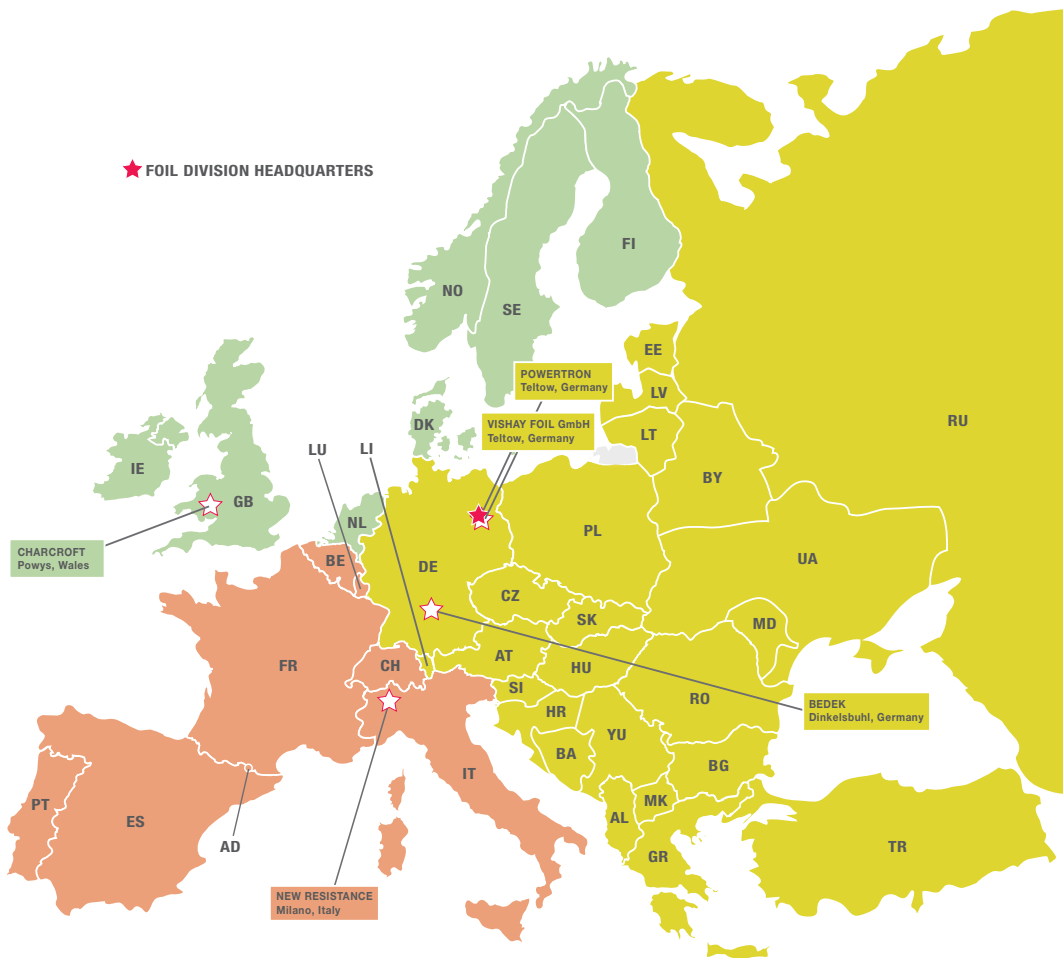 FOIL DIVISION HEADQUARTERS
FI
NO
SE
EE
POWERTRON
Teltow, Germany
LV
RU
DK
VISHAY FOIL GmbH
Teltow, Germany
LT
LU
LI
IE
BY
GB
NL
PL
CHARCROFT
Powys, Wales
BE
DE
UA
CZ
SK
MD
FR
CH
AT
HU
SI
RO
BEDEK
Dinkelsbuhl, Germany
HR
YU
BA
BG
IT
PT
ES
MK
AL
AD
GR
TR
NEW RESISTANCE
Milano, Italy